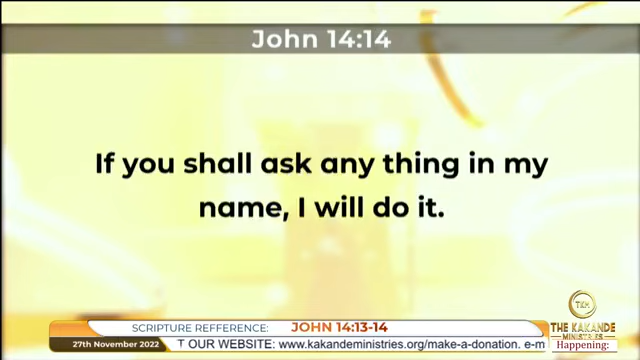 John 14:14
If you shall ask any thing in my
name, I will do it.
SCRIPTURE REFFERENCE: JOHN 14:13-14
TKM
THE KAKANDE
MINISTRIES
27th November 2022 T OUR WEBSITE: www.kakandeministries.org/make-a-donation. e-m
Happening: